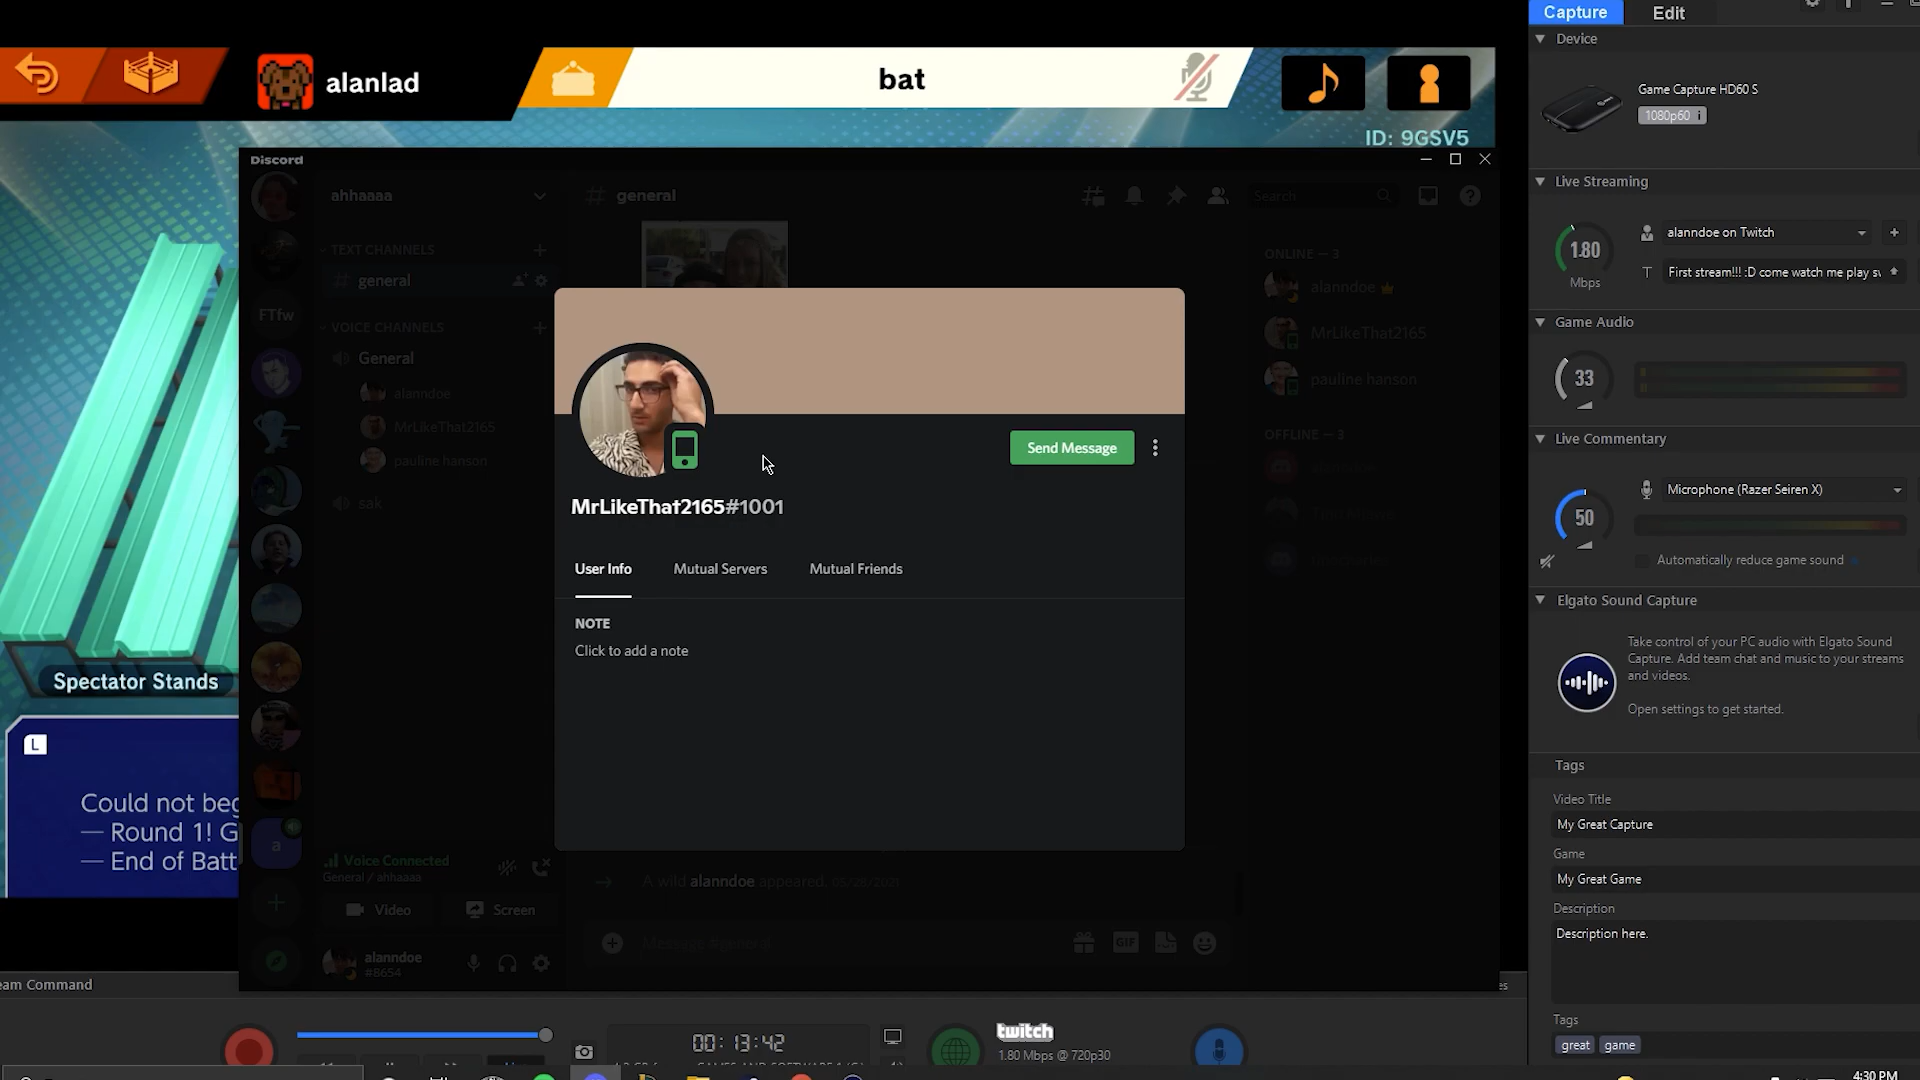 Capture
Edit
Device
alanlad
bat
Game Capture HD60 S
1080p60 i
ID: 9GSV5
Discord
Live Streaming
ahhaaaa
general
Search
alanndoe on Twitch
1.80
Mbps
TEXT CHANNELS
ONLINE — 3
general
First stream!!! :D come watch me play
alanndoe
FTfw
VOICE CHANNELS
MrLikeThat2165
Game Audio
General
33
pauline hanson
alanndoe
MrLikeThat2165
OFFLINE — 3
Live Commentary
pauline hanson
Send Message
Microphone (Razer Seiren X)
sak
MrLikeThat2165#1001
50
Automatically reduce game sound
User Info
Mutual Servers
Mutual Friends
Elgato Sound Capture
NOTE
Click to add a note
Take control of your PC audio with Elgato Sound
Capture. Add team chat and music to your streams
and videos.
Open settings to get started.
Spectator Stands
L
Tags
Could not beg
— Round 1! G
— End of Batt
Video Title
My Great Capture
a
Game
Voice Connected
General / ahhaaaa
A wild alanndoe appeared. 05/28/2021
My Great Game
Video
Screen
Description
Description here.
GIF
alanndoe
#8654
eam Command
es
twitch
00:13:42
1.80 Mbps @ 720p30
Tags
great
game
4:30 PM